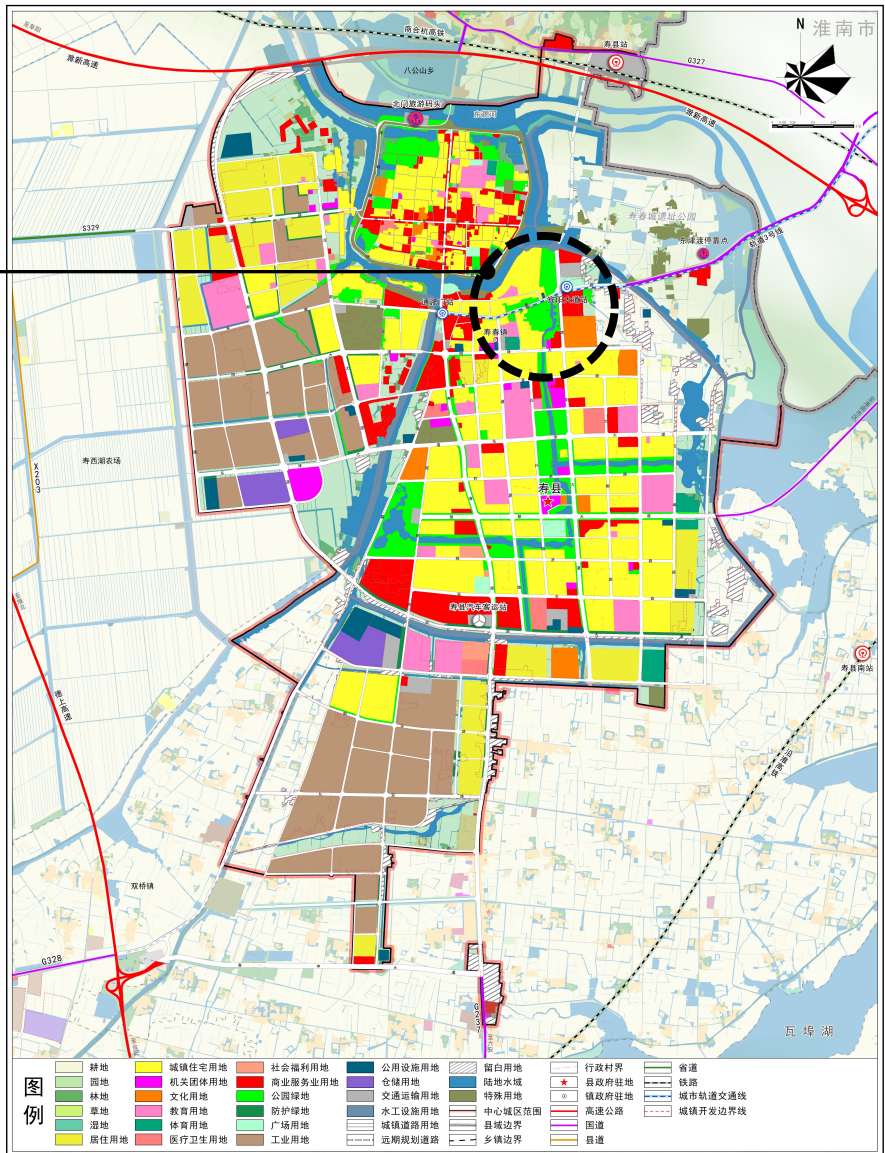 N 淮南市
至阜阳
商合杭高铁
寿县站
G327
滁新高速
八公山乡
北门旅游码头
东淝河
滁新高速
S329
寿春城遗址公园
东津渡停靠点
轨道3号线
寿春镇
X203
寿西湖农场
寿县
寿县汽车客运站
寿县南站
德上高速
双桥镇
G328
G237
至六安
瓦埠湖
图例
耕地
园地
林地
草地
湿地
居住用地
城镇住宅用地
机关团体用地
文化用地
教育用地
体育用地
医疗卫生用地
社会福利用地
商业服务业用地
公园绿地
防护绿地
广场用地
工业用地
公用设施用地
仓储用地
交通运输用地
水工设施用地
城镇道路用地
远期规划道路
留白用地
陆地水域
特殊用地
中心城区范围
县域边界
乡镇边界
行政村界
县政府驻地
镇政府驻地
高速公路
国道
县道
省道
铁路
城市轨道交通线
城镇开发边界线